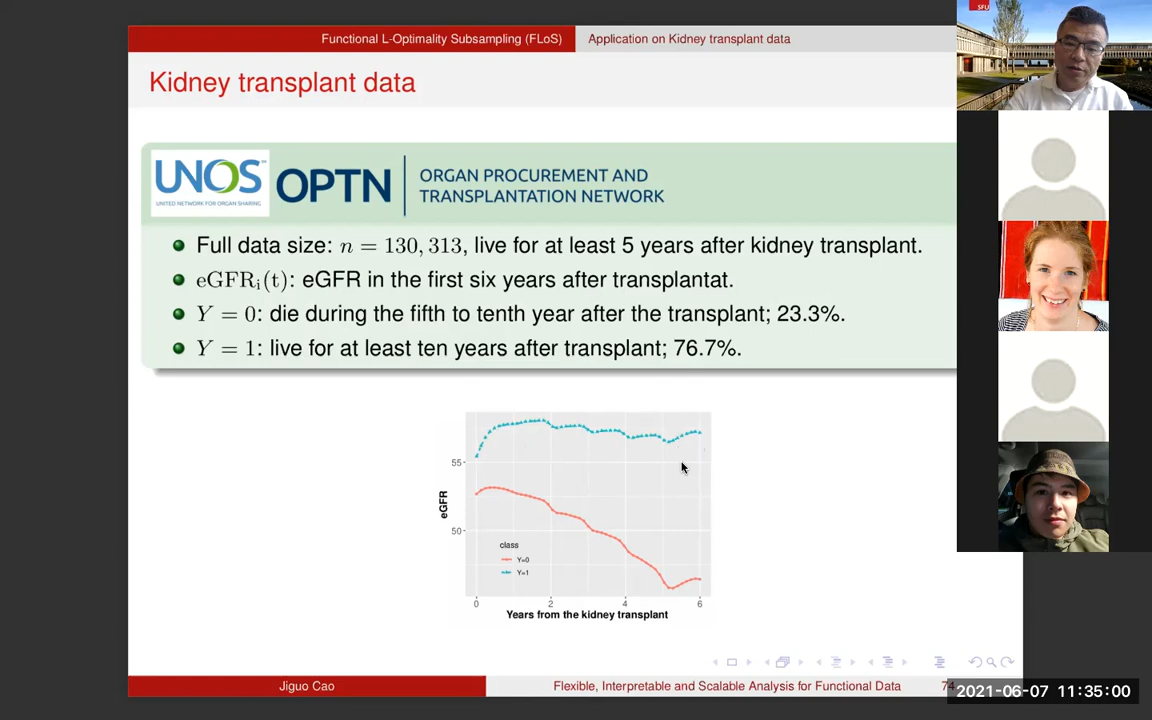 Functional L-Optimality Subsampling (FLoS)
Application on Kidney transplant data
SFU
Kidney transplant data
UNOS
UNITED NETWORK FOR ORGAN SHARING
OPTN
ORGAN PROCUREMENT AND
TRANSPLANTATION NETWORK
Full data size: n = 130, 313, live for at least 5 years after kidney transplant.
eGFRᵢ(t): eGFR in the first six years after transplantat.
Y = 0: die during the fifth to tenth year after the transplant; 23.3%.
Y = 1: live for at least ten years after transplant; 76.7%.
55
50
eGFR
class
Y=0
Y=1
0 2 4 6
Years from the kidney transplant
Jiguo Cao
Flexible, Interpretable and Scalable Analysis for Functional Data
2021-06-07 11:35:00